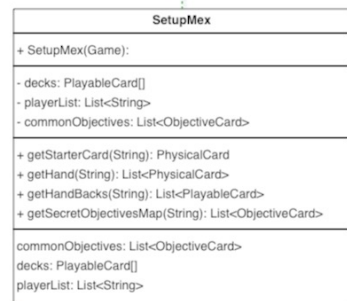 SetupMex
+ SetupMex(Game):
- decks: PlayableCard[]
- playerList: List<String>
- commonObjectives: List<ObjectiveCard>
+ getStarterCard(String): PhysicalCard
+ getHand(String): List<PhysicalCard>
+ getHandBacks(String): List<PlayableCard>
+ getSecretObjectivesMap(String): List<ObjectiveCard>
commonObjectives: List<ObjectiveCard>
decks: PlayableCard[]
playerList: List<String>